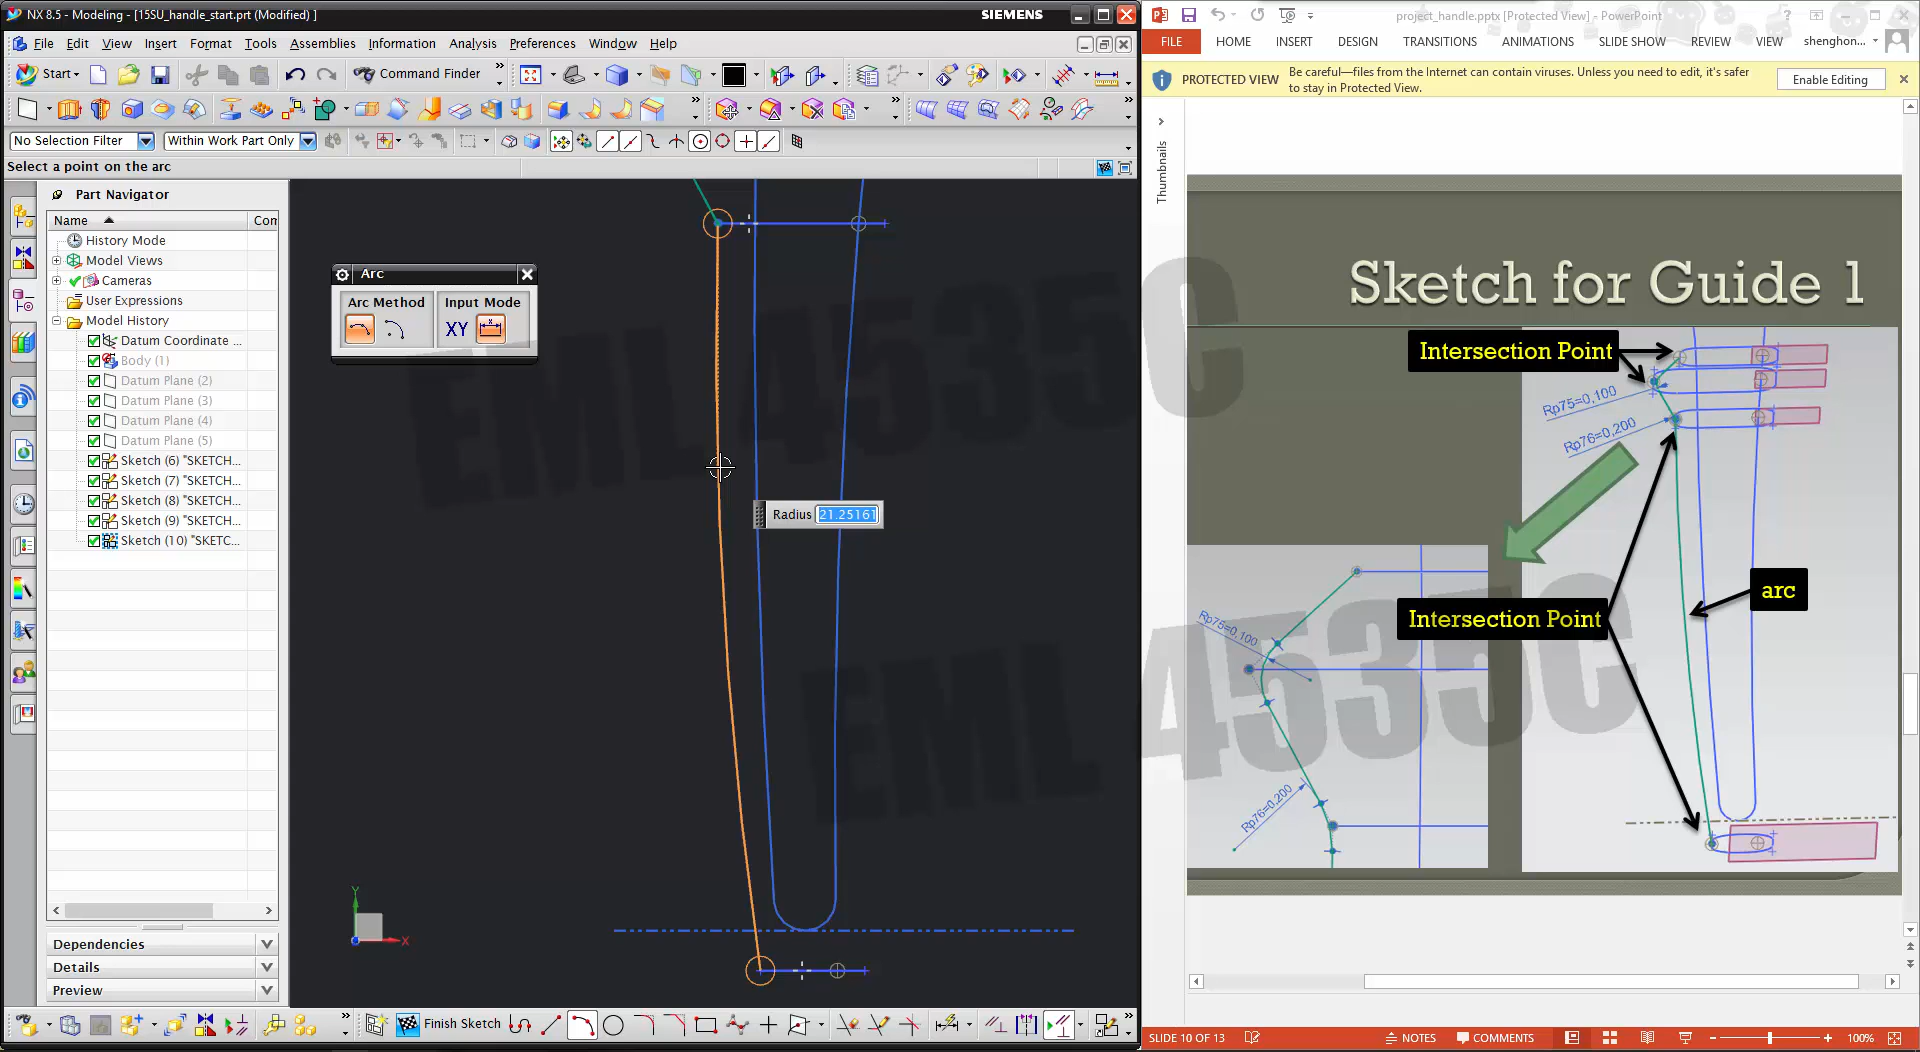 NX 8.5 - Modeling - [15SU_handle_start.prt (Modified) ]
SIEMENS
File Edit View Insert Format Tools Assemblies Information Analysis Preferences Window Help
Start
Command Finder
No Selection Filter
Within Work Part Only
Select a point on the arc
Part Navigator
Name
Con
History Mode
Model Views
Cameras
User Expressions
Model History
Datum Coordinate ...
Body (1)
Datum Plane (2)
Datum Plane (3)
Datum Plane (4)
Datum Plane (5)
Sketch (6) "SKETCH...
Sketch (7) "SKETCH...
Sketch (8) "SKETCH...
Sketch (9) "SKETCH...
Sketch (10) "SKETC...
Dependencies
Details
Preview
Arc
Arc Method
Input Mode
XY
Radius 21.25161
Y
X
EML 4535C
EML 4535C
Finish Sketch
project_handle.pptx [Protected View] - PowerPoint
FILE HOME INSERT DESIGN TRANSITIONS ANIMATIONS SLIDE SHOW REVIEW VIEW shenghon...
PROTECTED VIEW
Be careful—files from the Internet can contain viruses. Unless you need to edit, it's safer
to stay in Protected View.
Enable Editing
Thumbnails
Sketch for Guide 1
Intersection Point
Rp75=0,100
Rp76=0,200
arc
Intersection Point
Rp75=0,100
Rp76=0,200
SLIDE 10 OF 13
NOTES
COMMENTS
100%